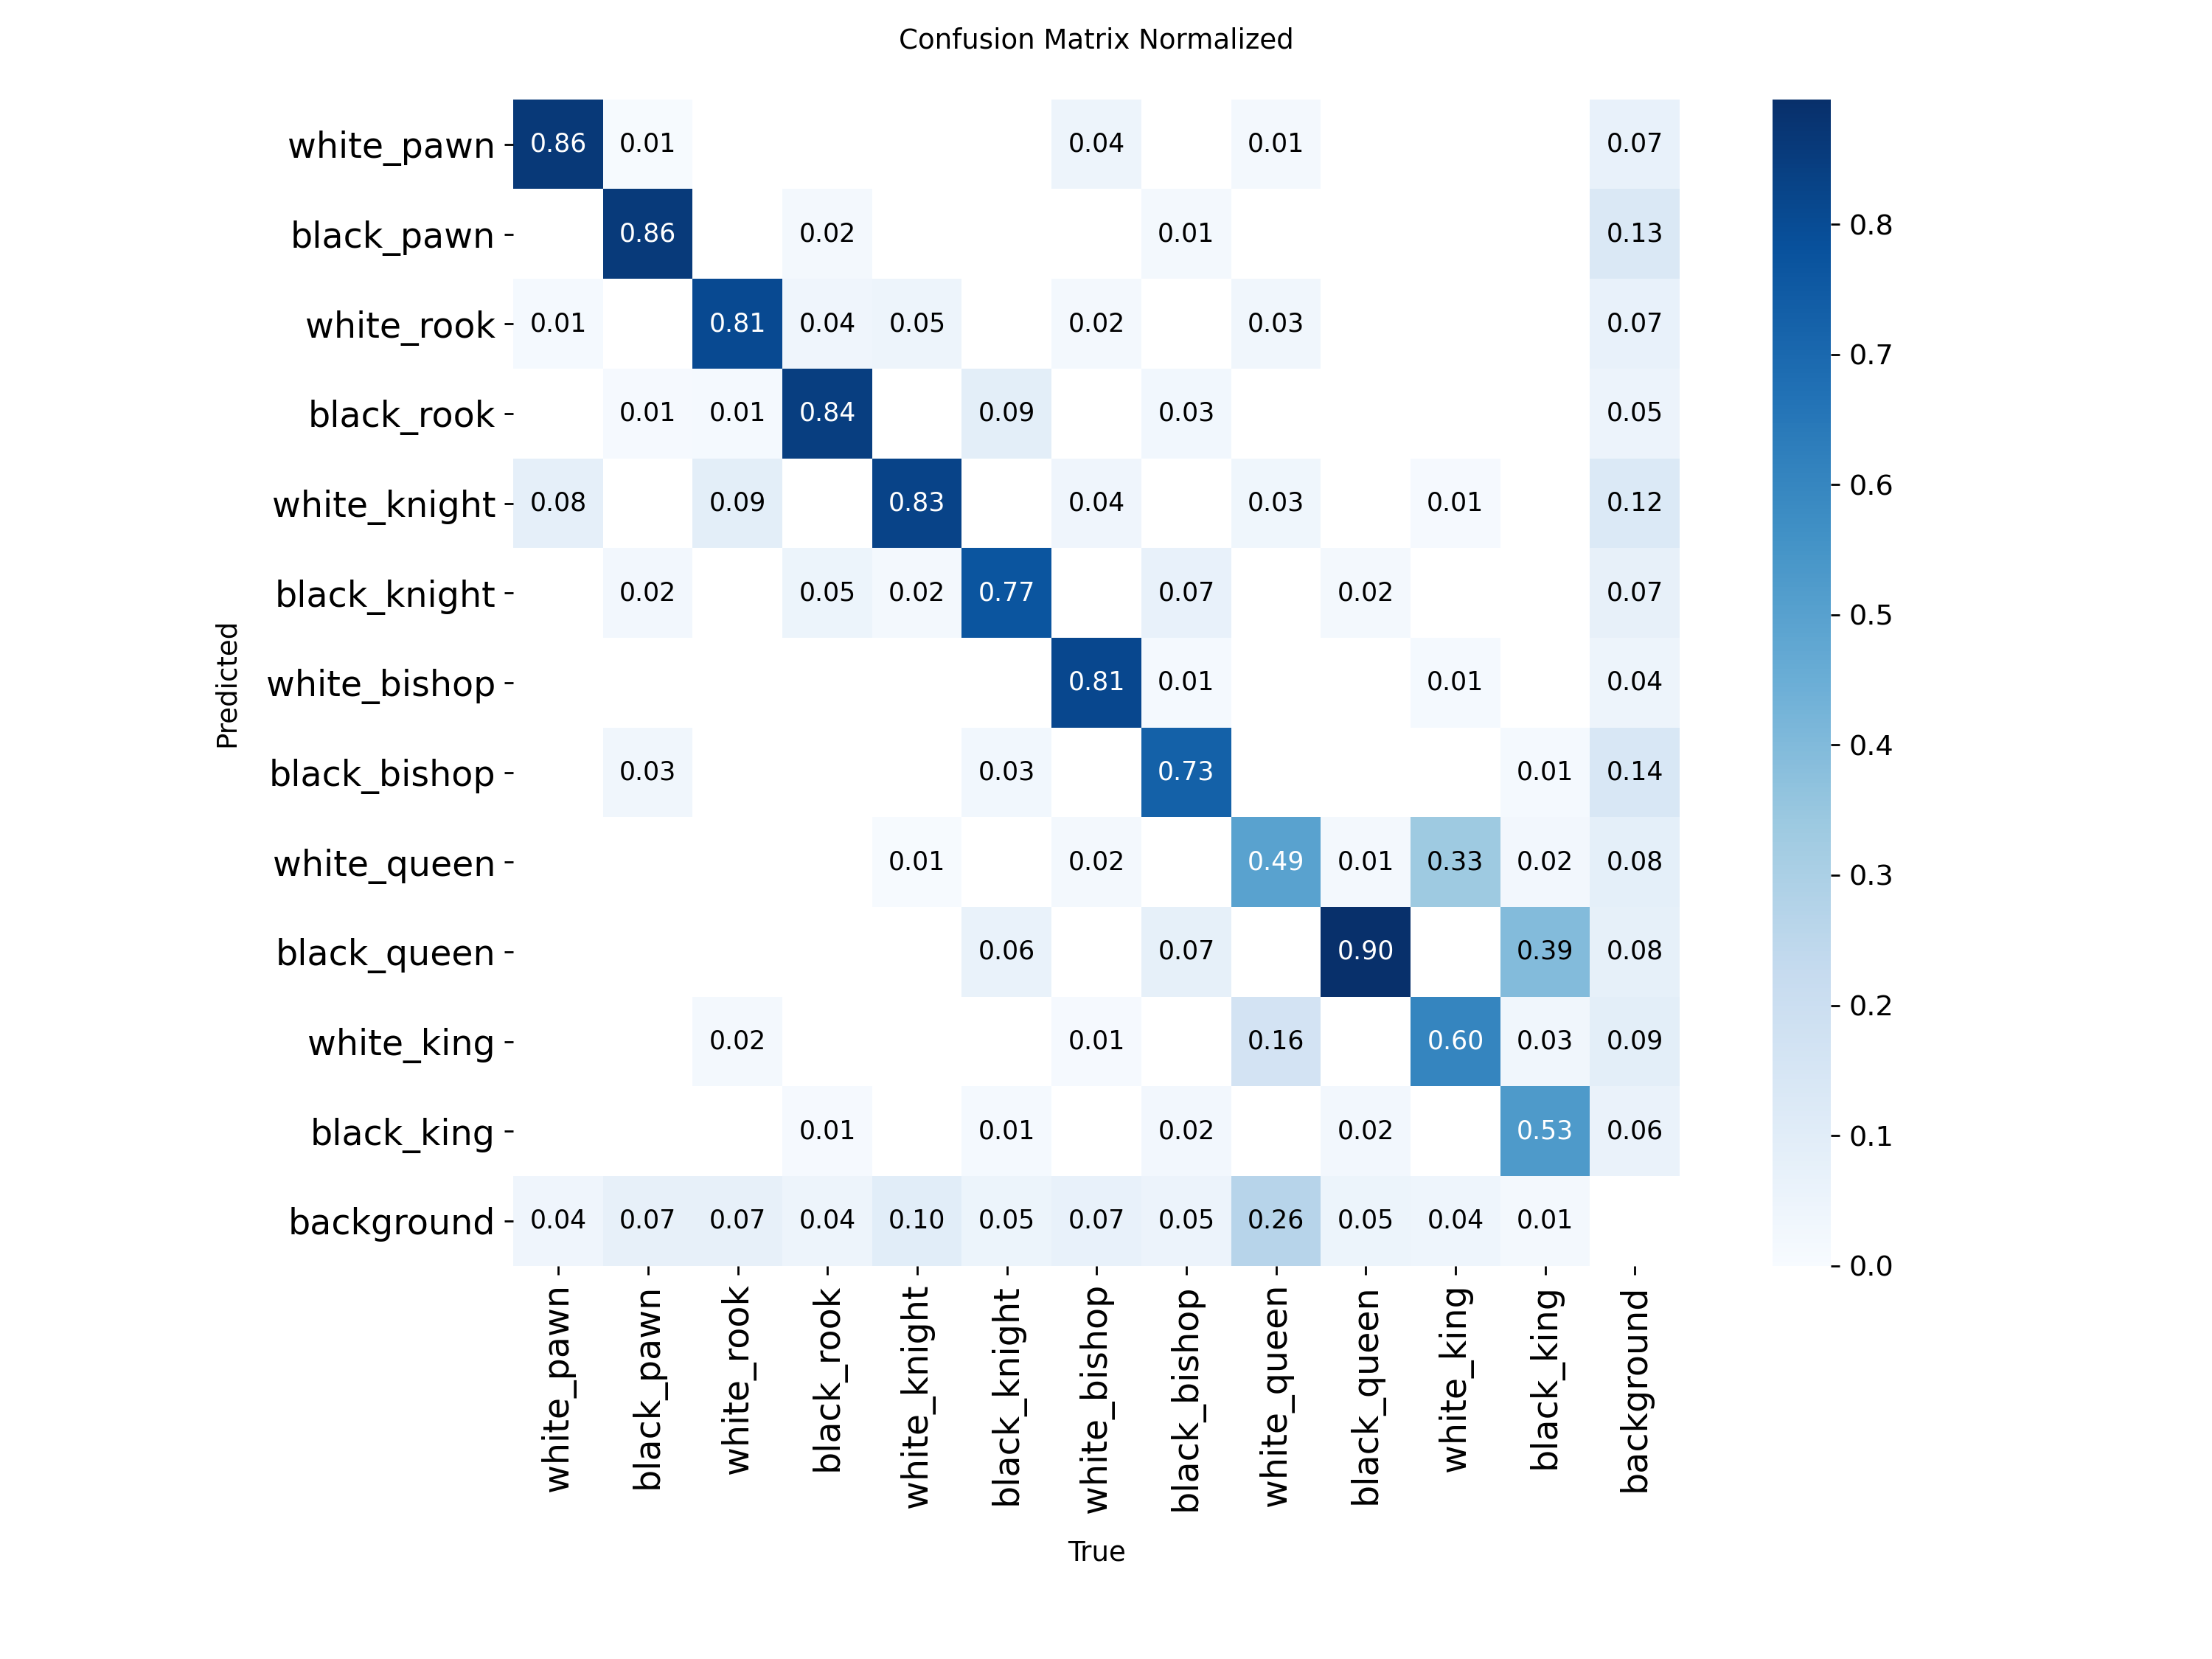 Confusion Matrix Normalized
white_pawn 0.86 0.01 0.04 0.01 0.07
black_pawn 0.86 0.02 0.01 0.13
white_rook 0.01 0.81 0.04 0.05 0.02 0.03 0.07
black_rook 0.01 0.01 0.84 0.09 0.03 0.05
white_knight 0.08 0.09 0.83 0.04 0.03 0.01 0.12
black_knight 0.02 0.05 0.02 0.77 0.07 0.02 0.07
white_bishop 0.81 0.01 0.01 0.04
black_bishop 0.03 0.03 0.73 0.01 0.14
white_queen 0.01 0.02 0.49 0.01 0.33 0.02 0.08
black_queen 0.06 0.07 0.90 0.39 0.08
white_king 0.02 0.01 0.16 0.60 0.03 0.09
black_king 0.01 0.01 0.02 0.02 0.53 0.06
background 0.04 0.07 0.07 0.04 0.10 0.05 0.07 0.05 0.26 0.05 0.04 0.01
Predicted
white_pawn
black_pawn
white_rook
black_rook
white_knight
black_knight
white_bishop
black_bishop
white_queen
black_queen
white_king
black_king
background
True
0.8
0.7
0.6
0.5
0.4
0.3
0.2
0.1
0.0